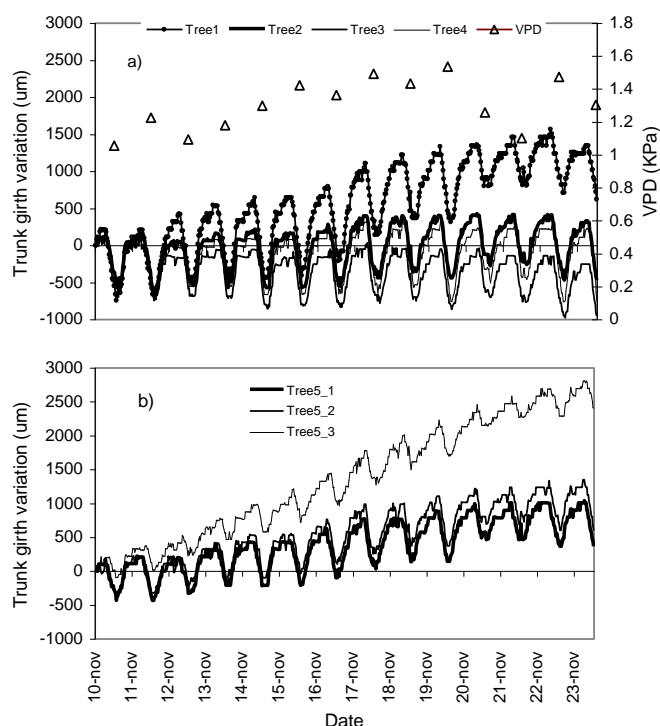 Tree1 Tree2 Tree3 Tree4 VPD
a)
Trunk girth variation (um)
3000
2500
2000
1500
1000
500
0
-500
-1000
1.8
1.6
1.4
1.2
1
0.8
0.6
0.4
0.2
0
VPD (KPa)
b)
Tree5_1
Tree5_2
Tree5_3
Trunk girth variation (um)
3000
2500
2000
1500
1000
500
0
-500
-1000
10-nov
11-nov
12-nov
13-nov
14-nov
15-nov
16-nov
17-nov
18-nov
19-nov
20-nov
21-nov
22-nov
23-nov
Date